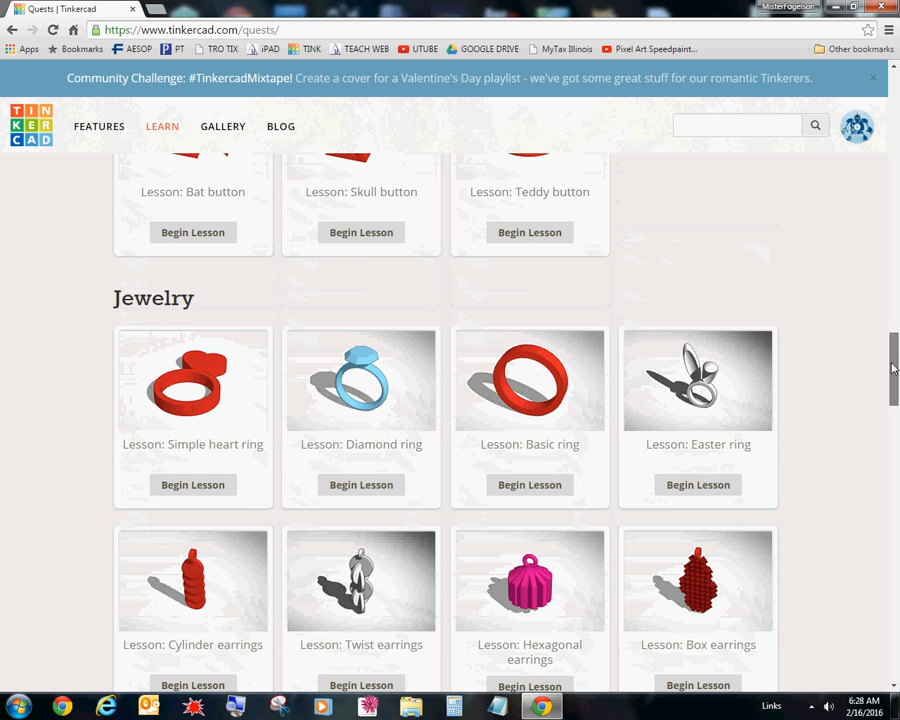 Quests | Tinkercad
MisterFogelson
https://www.tinkercad.com/quests/
Apps Bookmarks AESOP PT TRO TIX iPAD TINK TEACH WEB UTUBE GOOGLE DRIVE MyTax Illinois Pixel Art Speedpaint... Other bookmarks
Community Challenge: #TinkercadMixtape! Create a cover for a Valentine's Day playlist - we've got some great stuff for our romantic Tinkerers.
TIN
KER
CAD
FEATURES LEARN GALLERY BLOG
Lesson: Bat button Lesson: Skull button Lesson: Teddy button
Begin Lesson Begin Lesson Begin Lesson
Jewelry
Lesson: Simple heart ring Lesson: Diamond ring Lesson: Basic ring Lesson: Easter ring
Begin Lesson Begin Lesson Begin Lesson Begin Lesson
Lesson: Cylinder earrings Lesson: Twist earrings Lesson: Hexagonal earrings Lesson: Box earrings
Begin Lesson Begin Lesson Begin Lesson Begin Lesson
Links
6:28 AM
2/16/2016